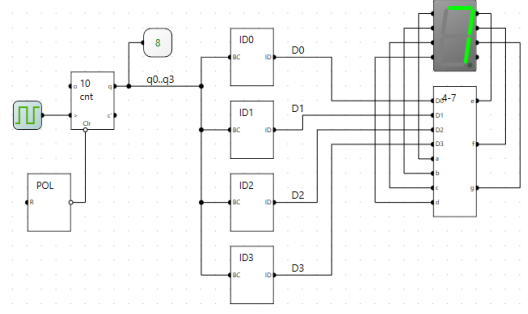 ID0
D0
BC
ID
8
10
cnt
q0..q3
o
q
>
c'
Clr
ID1
D1
BC
ID
4-7
D0
e
D1
D2
D3
f
a
b
c
g
d
POL
R
ID2
D2
BC
ID
ID3
D3
BC
ID